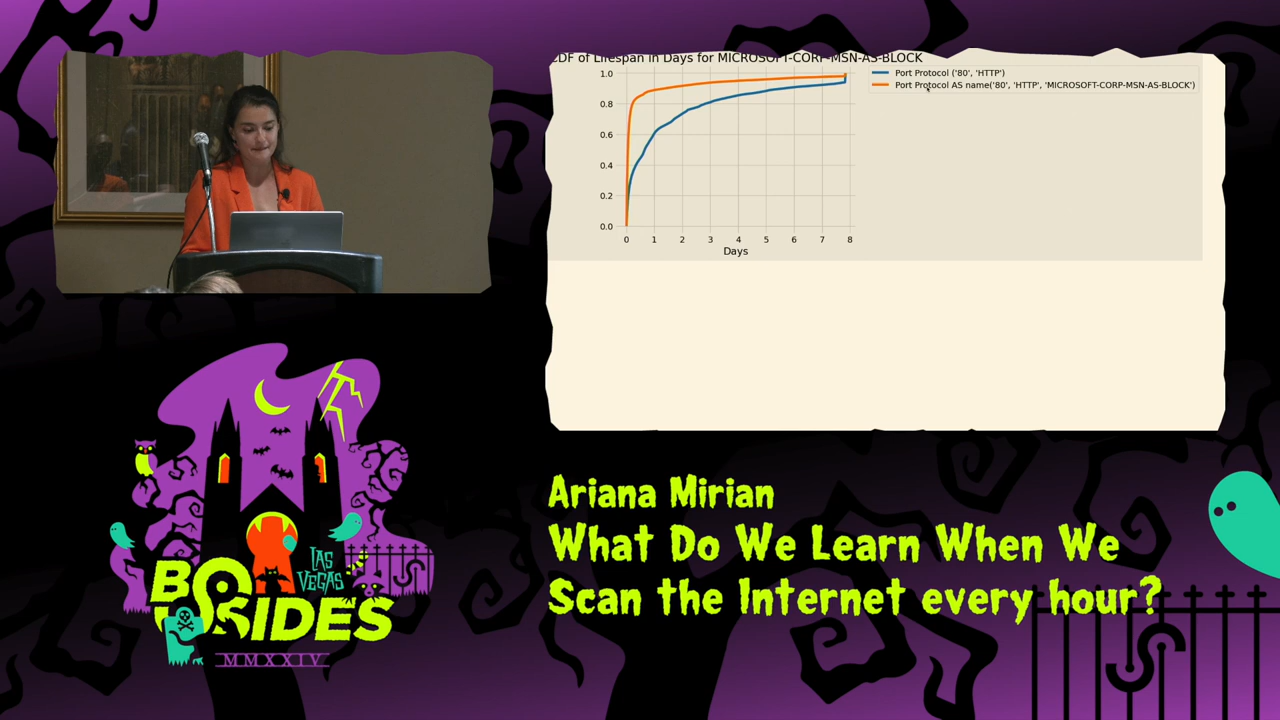 CDF of Lifespan in Days for MICROSOFT-CORP-MSN-AS-BLOCK
Port Protocol ('80', 'HTTP')
Port Protocol AS name('80', 'HTTP', 'MICROSOFT-CORP-MSN-AS-BLOCK')
1.0
0.8
0.6
0.4
0.2
0.0
0 1 2 3 4 5 6 7 8
Days
LAS
VEGAS
BSIDES
MMXXIV
Ariana Mirian
What Do We Learn When We
Scan the Internet every hour?